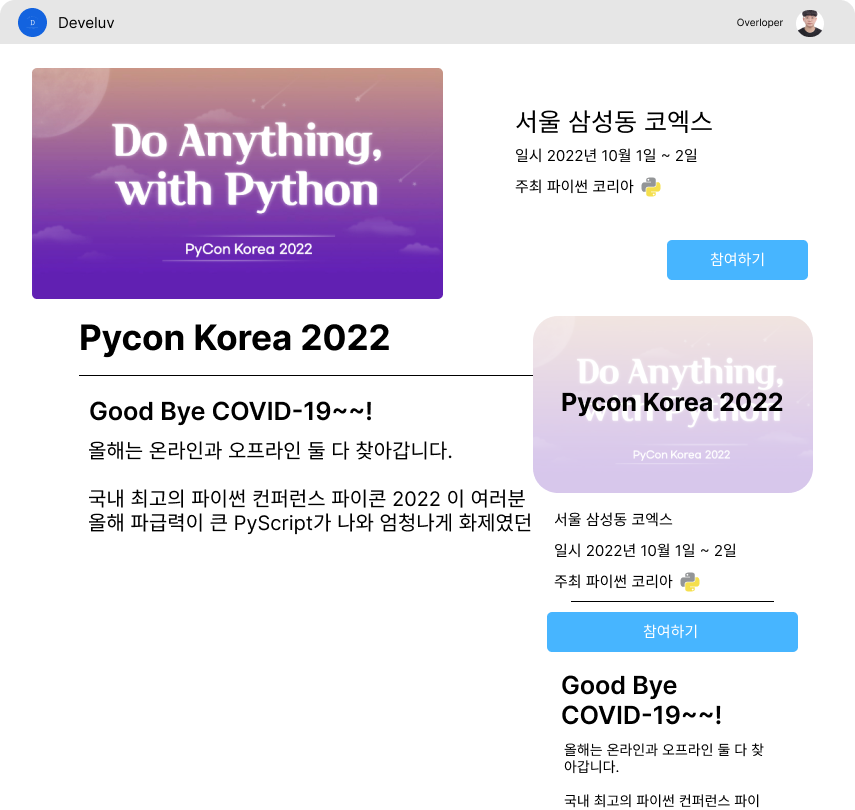 D
Develuv
Overloper
Do Anything,
with Python
PyCon Korea 2022
서울 삼성동 코엑스
일시 2022년 10월 1일 ~ 2일
주최 파이썬 코리아
참여하기
Pycon Korea 2022
Good Bye COVID-19~~!
올해는 온라인과 오프라인 둘 다 찾아갑니다.
국내 최고의 파이썬 컨퍼런스 파이콘 2022 이 여러분
올해 파급력이 큰 PyScript가 나와 엄청나게 화제였던
Do Anything,
with Python
Pycon Korea 2022
PyCon Korea 2022
서울 삼성동 코엑스
일시 2022년 10월 1일 ~ 2일
주최 파이썬 코리아
참여하기
Good Bye
COVID-19~~!
올해는 온라인과 오프라인 둘 다 찾
아갑니다.
국내 최고의 파이썬 컨퍼런스 파이